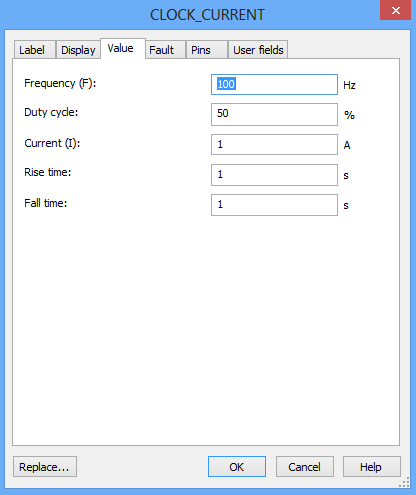 CLOCK_CURRENT
Label Display Value Fault Pins User fields
Frequency (F): 100 Hz
Duty cycle: 50 %
Current (I): 1 A
Rise time: 1 s
Fall time: 1 s
Replace... OK Cancel Help